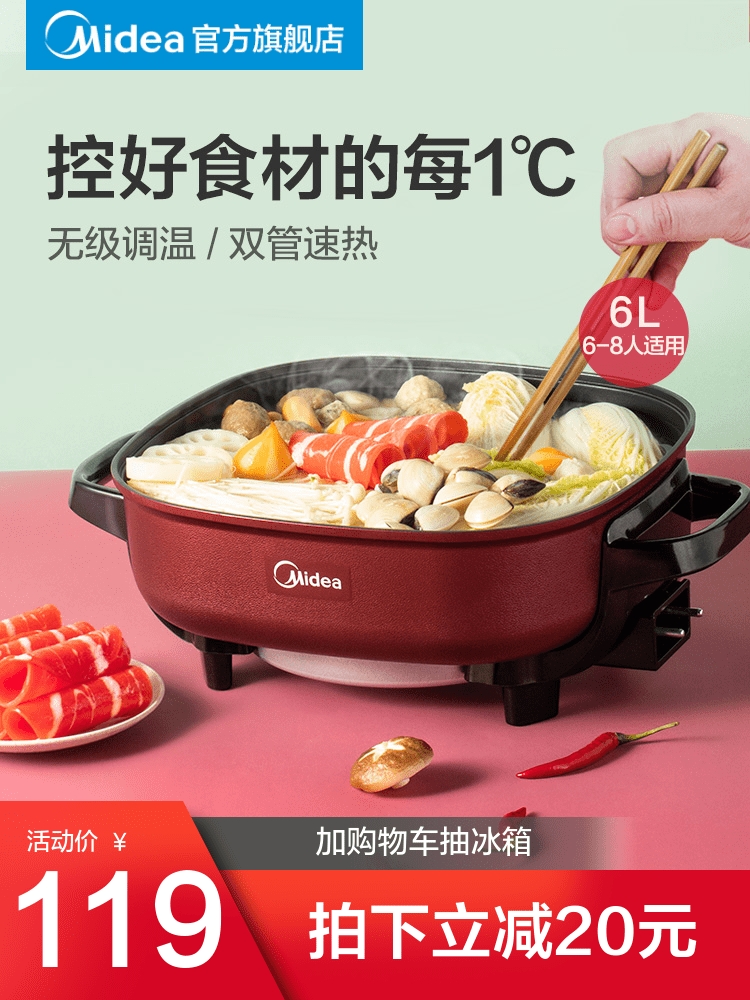 Midea 官方旗舰店
控好食材的每1℃
无级调温 / 双管速热
6L
6-8人适用
Midea
活动价 ¥
119
加购物车抽冰箱
拍下立减20元